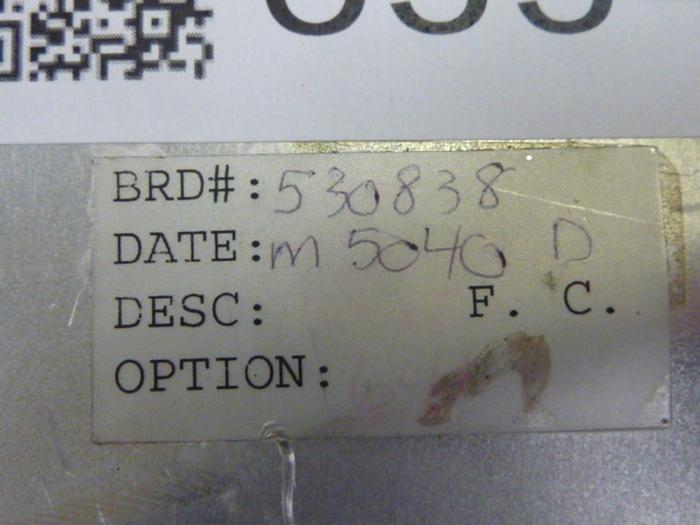 BRD#: 530838
DATE: m 5040 D
DESC: F. C.
OPTION: